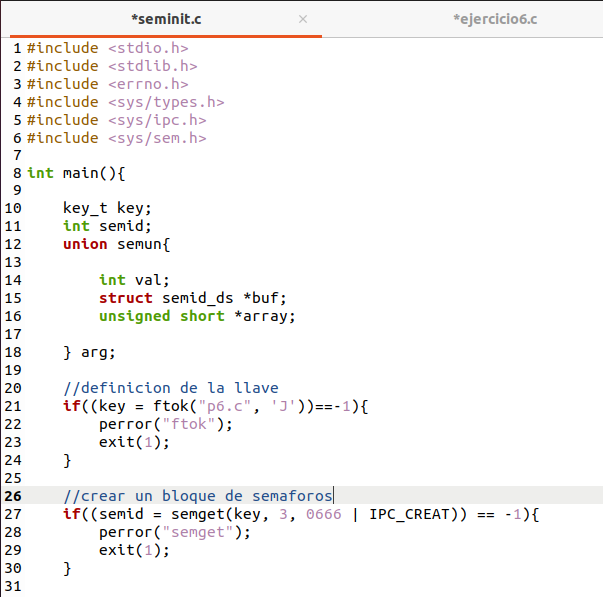 *seminit.c × *ejercicio6.c
1 #include <stdio.h>
2 #include <stdlib.h>
3 #include <errno.h>
4 #include <sys/types.h>
5 #include <sys/ipc.h>
6 #include <sys/sem.h>
7
8 int main(){
9
10     key_t key;
11     int semid;
12     union semun{
13
14         int val;
15         struct semid_ds *buf;
16         unsigned short *array;
17
18     } arg;
19
20     //definicion de la llave
21     if((key = ftok("p6.c", 'J'))==-1){
22         perror("ftok");
23         exit(1);
24     }
25
26     //crear un bloque de semaforos
27     if((semid = semget(key, 3, 0666 | IPC_CREAT)) == -1){
28         perror("semget");
29         exit(1);
30     }
31